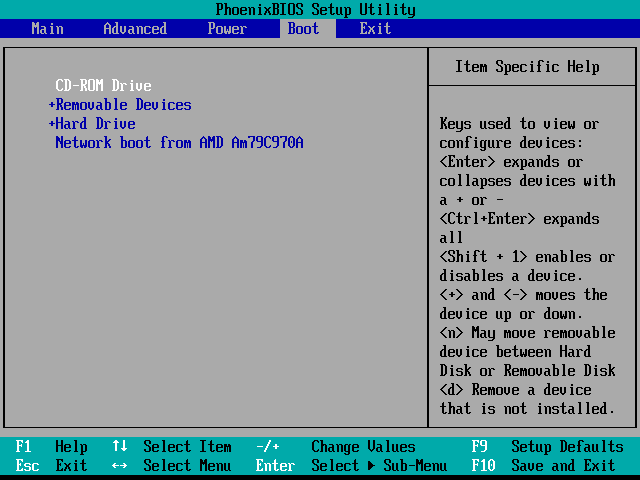 PhoenixBIOS Setup Utility
Main Advanced Power Boot Exit
CD-ROM Drive
+Removable Devices
+Hard Drive
Network boot from AMD Am79C970A
Item Specific Help
Keys used to view or
configure devices:
<Enter> expands or
collapses devices with
a + or -
<Ctrl+Enter> expands
all
<Shift + 1> enables or
disables a device.
<+> and <-> moves the
device up or down.
<n> May move removable
device between Hard
Disk or Removable Disk
<d> Remove a device
that is not installed.
F1 Help ↑↓ Select Item -/+ Change Values F9 Setup Defaults
Esc Exit ↔ Select Menu Enter Select ▶ Sub-Menu F10 Save and Exit